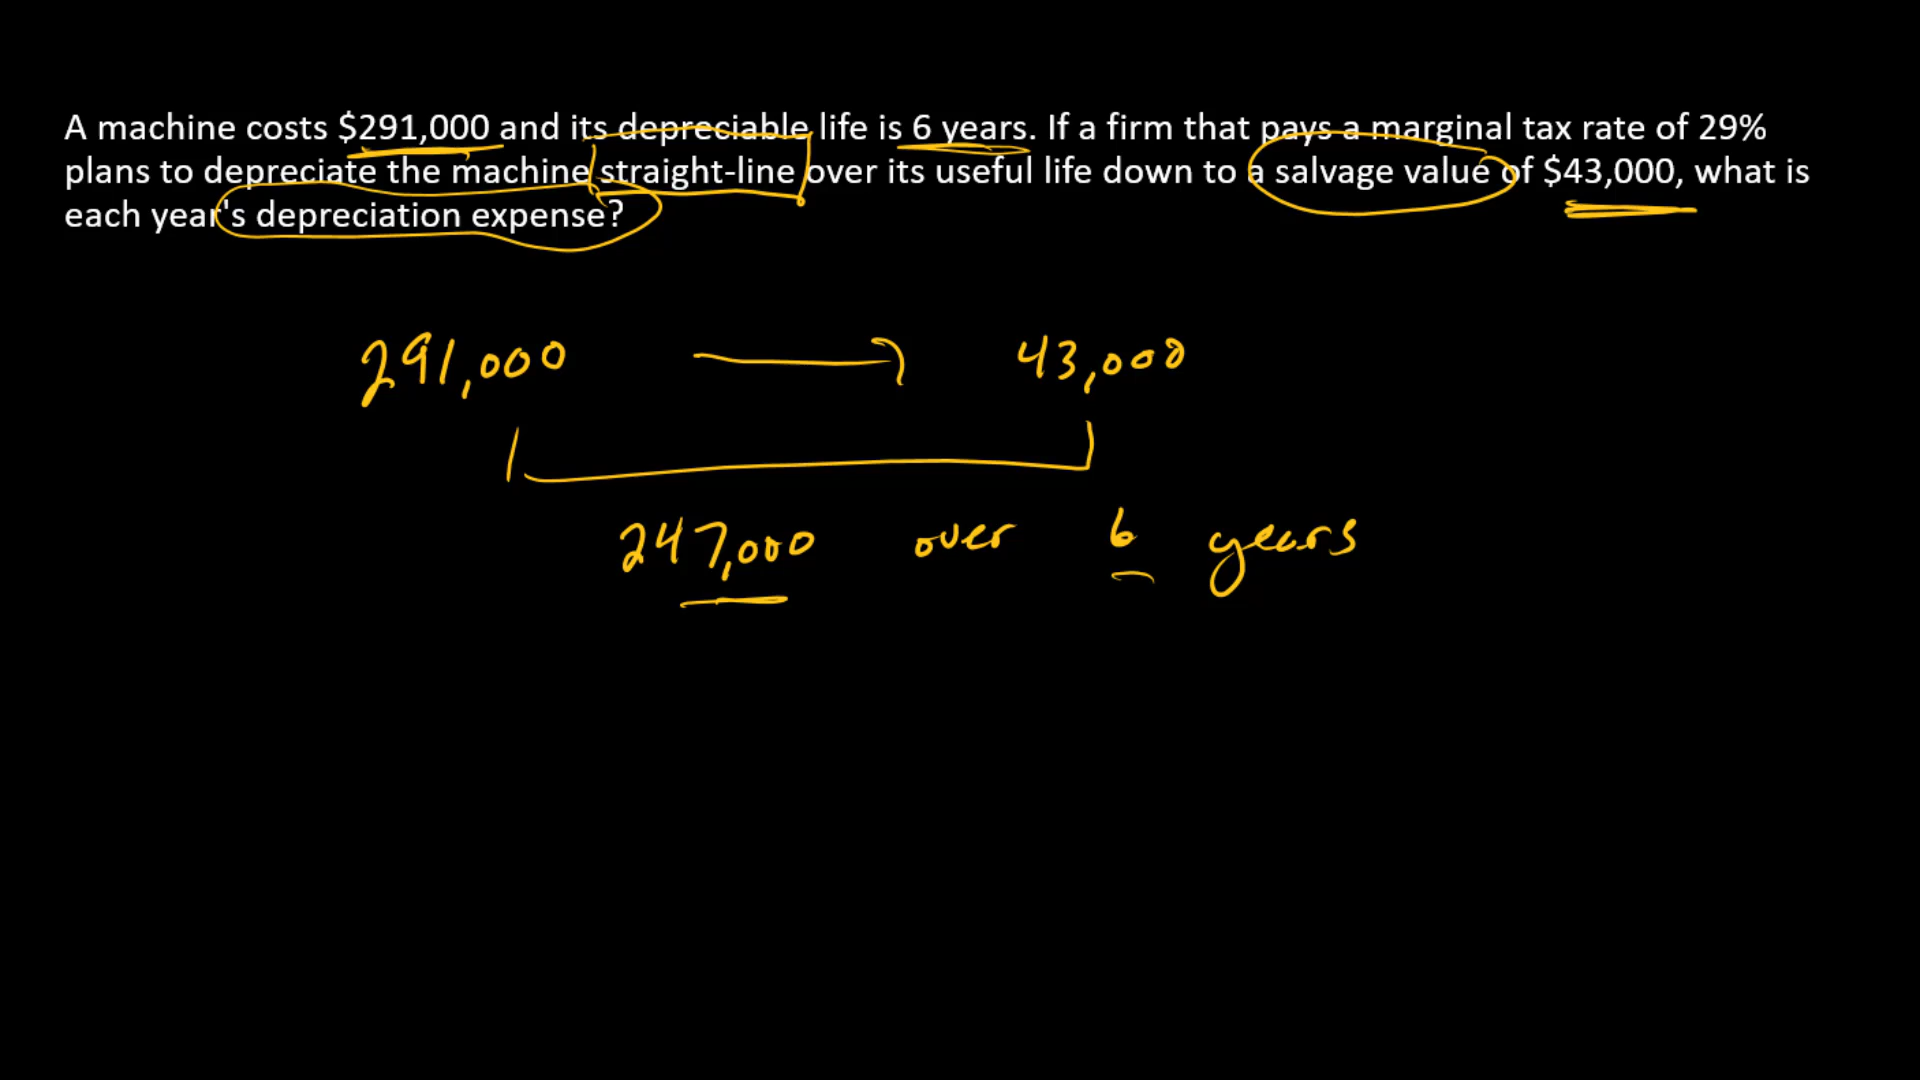 A machine costs $291,000 and its depreciable life is 6 years. If a firm that pays a marginal tax rate of 29%
plans to depreciate the machine straight-line over its useful life down to a salvage value of $43,000, what is
each year's depreciation expense?
291,000 → 43,000
247,000 over 6 years